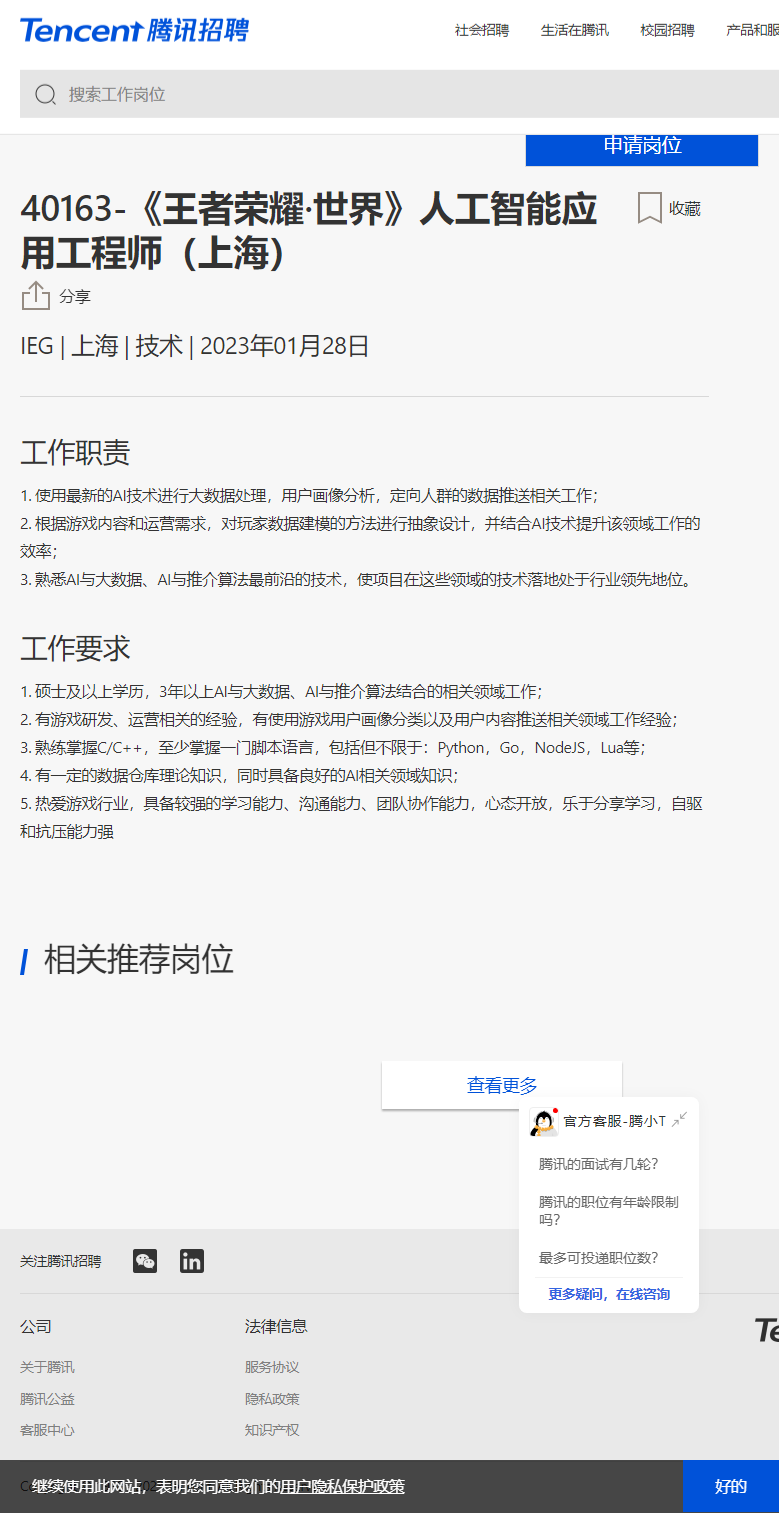 Tencent 腾讯招聘
社会招聘 生活在腾讯 校园招聘 产品和服
搜索工作岗位
申请岗位
40163-《王者荣耀·世界》人工智能应
用工程师（上海）
收藏
分享
IEG | 上海 | 技术 | 2023年01月28日
工作职责
1. 使用最新的AI技术进行大数据处理，用户画像分析，定向人群的数据推送相关工作；
2. 根据游戏内容和运营需求，对玩家数据建模的方法进行抽象设计，并结合AI技术提升该领域工作的
效率；
3. 熟悉AI与大数据、AI与推介算法最前沿的技术，使项目在这些领域的技术落地处于行业领先地位。
工作要求
1. 硕士及以上学历，3年以上AI与大数据、AI与推介算法结合的相关领域工作；
2. 有游戏研发、运营相关的经验，有使用游戏用户画像分类以及用户内容推送相关领域工作经验；
3. 熟练掌握C/C++，至少掌握一门脚本语言，包括但不限于：Python，Go，NodeJS，Lua等；
4. 有一定的数据仓库理论知识，同时具备良好的AI相关领域知识；
5. 热爱游戏行业，具备较强的学习能力、沟通能力、团队协作能力，心态开放，乐于分享学习，自驱
和抗压能力强
相关推荐岗位
查看更多
官方客服-腾小T
腾讯的面试有几轮？
腾讯的职位有年龄限制
吗？
最多可投递职位数？
更多疑问，在线咨询
关注腾讯招聘
公司 法律信息
关于腾讯 服务协议
腾讯公益 隐私政策
客服中心 知识产权
继续使用此网站，表明您同意我们的用户隐私保护政策
好的